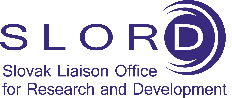 SLORD
Slovak Liaison Office
for Research and Development